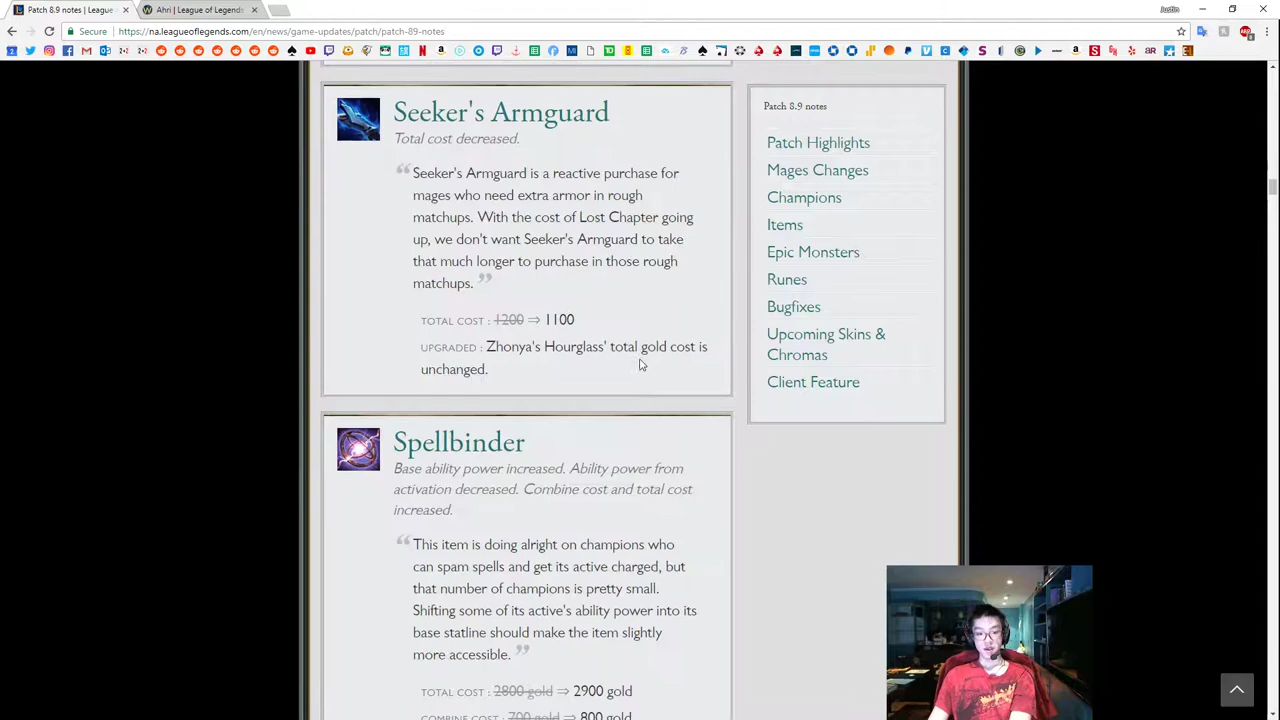 Patch 8.9 notes | League
Ahri | League of Legends
Justin
Secure
https://na.leagueoflegends.com/en/news/game-updates/patch/patch-89-notes
Seeker's Armguard
Total cost decreased.
“ Seeker's Armguard is a reactive purchase for
mages who need extra armor in rough
matchups. With the cost of Lost Chapter going
up, we don't want Seeker's Armguard to take
that much longer to purchase in those rough
matchups. ”
TOTAL COST : 1200 ⇒ 1100
UPGRADED : Zhonya's Hourglass' total gold cost is
unchanged.
Spellbinder
Base ability power increased. Ability power from
activation decreased. Combine cost and total cost
increased.
“ This item is doing alright on champions who
can spam spells and get its active charged, but
that number of champions is pretty small.
Shifting some of its active's ability power into its
base statline should make the item slightly
more accessible. ”
TOTAL COST : 2800 gold ⇒ 2900 gold
COMBINE COST : 700 gold ⇒ 800 gold
Patch 8.9 notes
Patch Highlights
Mages Changes
Champions
Items
Epic Monsters
Runes
Bugfixes
Upcoming Skins &
Chromas
Client Feature